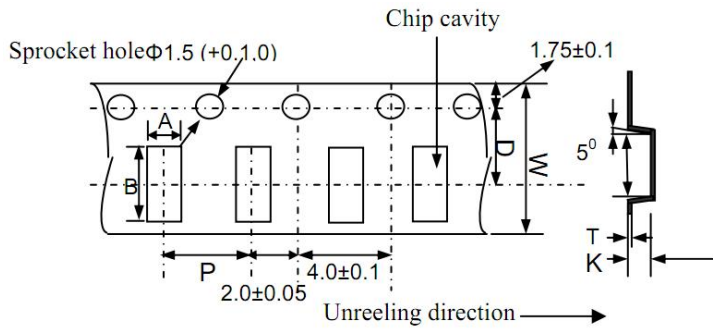 Chip cavity
Sprocket holeΦ1.5 (+0.1.0)
1.75±0.1
A
B
D
W
5⁰
T
K
P
4.0±0.1
2.0±0.05
Unreeling direction